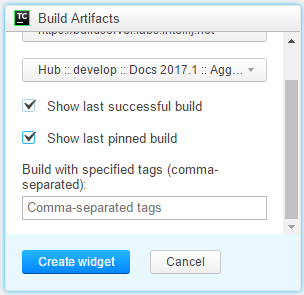 TC
Build Artifacts
Hub :: develop :: Docs 2017.1 :: Agg...
Show last successful build
Show last pinned build
Build with specified tags (comma-
separated):
Comma-separated tags
Create widget
Cancel